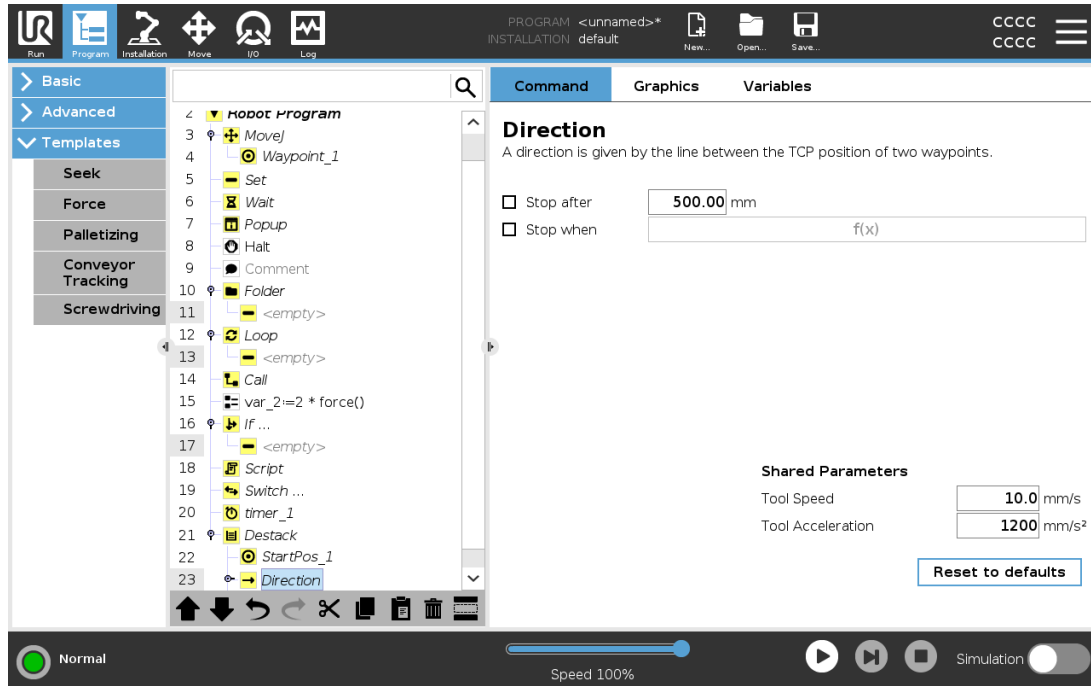 PROGRAM <unnamed>*
INSTALLATION default
CCCC
CCCC
Run
Program
Installation
Move
I/O
Log
New...
Open...
Save...
Basic
Advanced
Templates
Seek
Force
Palletizing
Conveyor
Tracking
Screwdriving
2 Robot Program
3 MoveJ
4 Waypoint_1
5 Set
6 Wait
7 Popup
8 Halt
9 Comment
10 Folder
11 <empty>
12 Loop
13 <empty>
14 Call
15 var_2:=2 * force()
16 If ...
17 <empty>
18 Script
19 Switch ...
20 timer_1
21 Destack
22 StartPos_1
23 Direction
Command Graphics Variables
Direction
A direction is given by the line between the TCP position of two waypoints.
Stop after 500.00 mm
Stop when f(x)
Shared Parameters
Tool Speed 10.0 mm/s
Tool Acceleration 1200 mm/s²
Reset to defaults
Normal
Speed 100%
Simulation